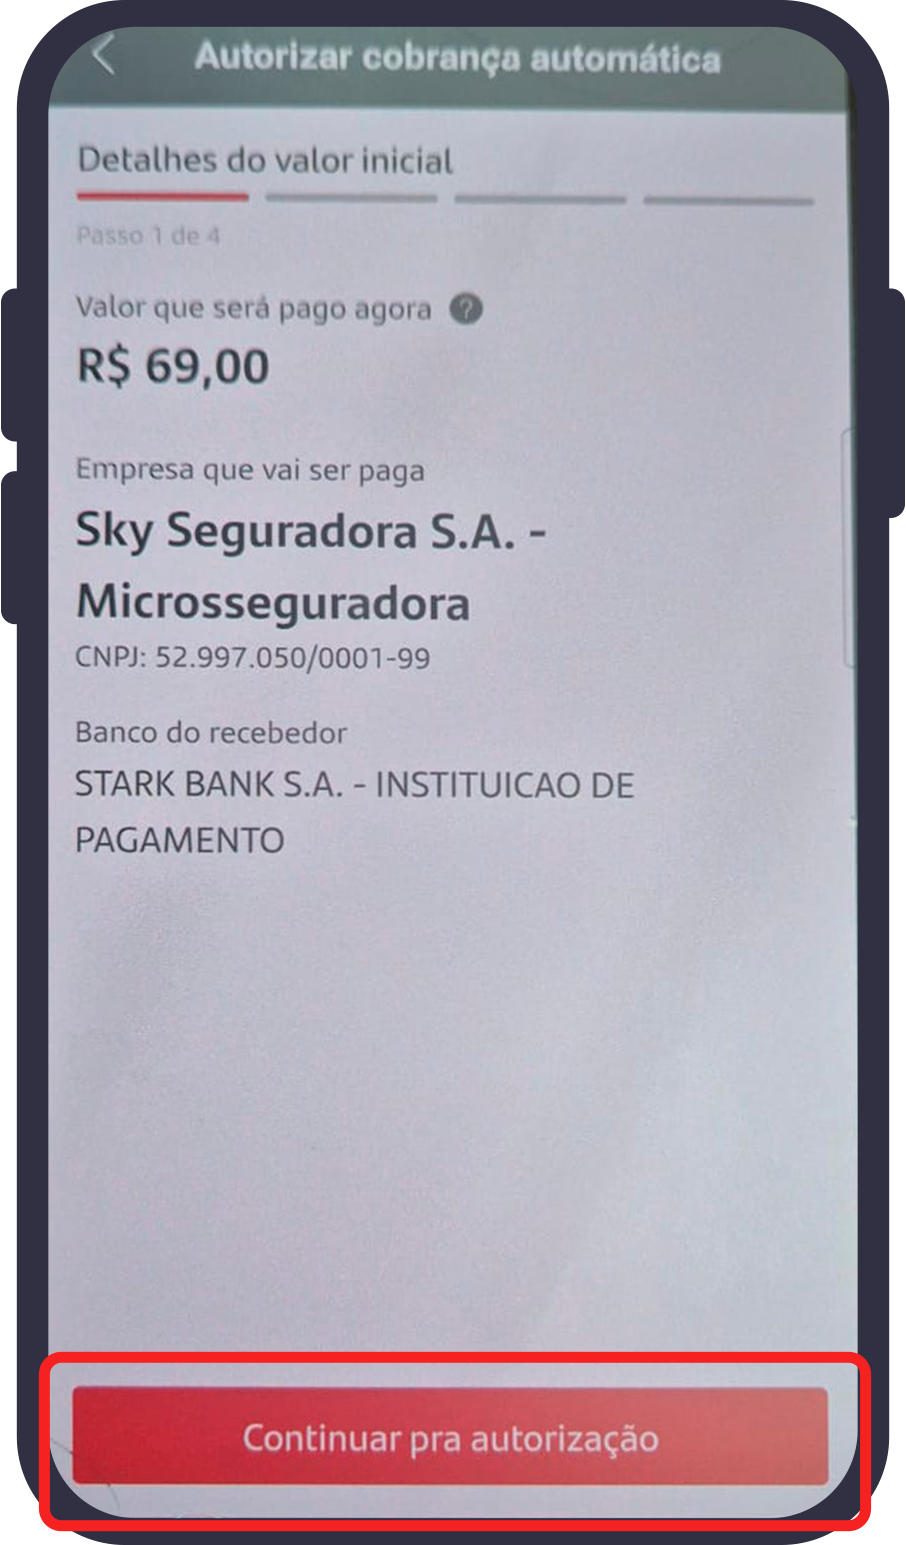 Autorizar cobrança automática
Detalhes do valor inicial
Passo 1 de 4
Valor que será pago agora ?
R$ 69,00
Empresa que vai ser paga
Sky Seguradora S.A. -
Microsseguradora
CNPJ: 52.997.050/0001-99
Banco do recebedor
STARK BANK S.A. - INSTITUICAO DE
PAGAMENTO
Continuar pra autorização